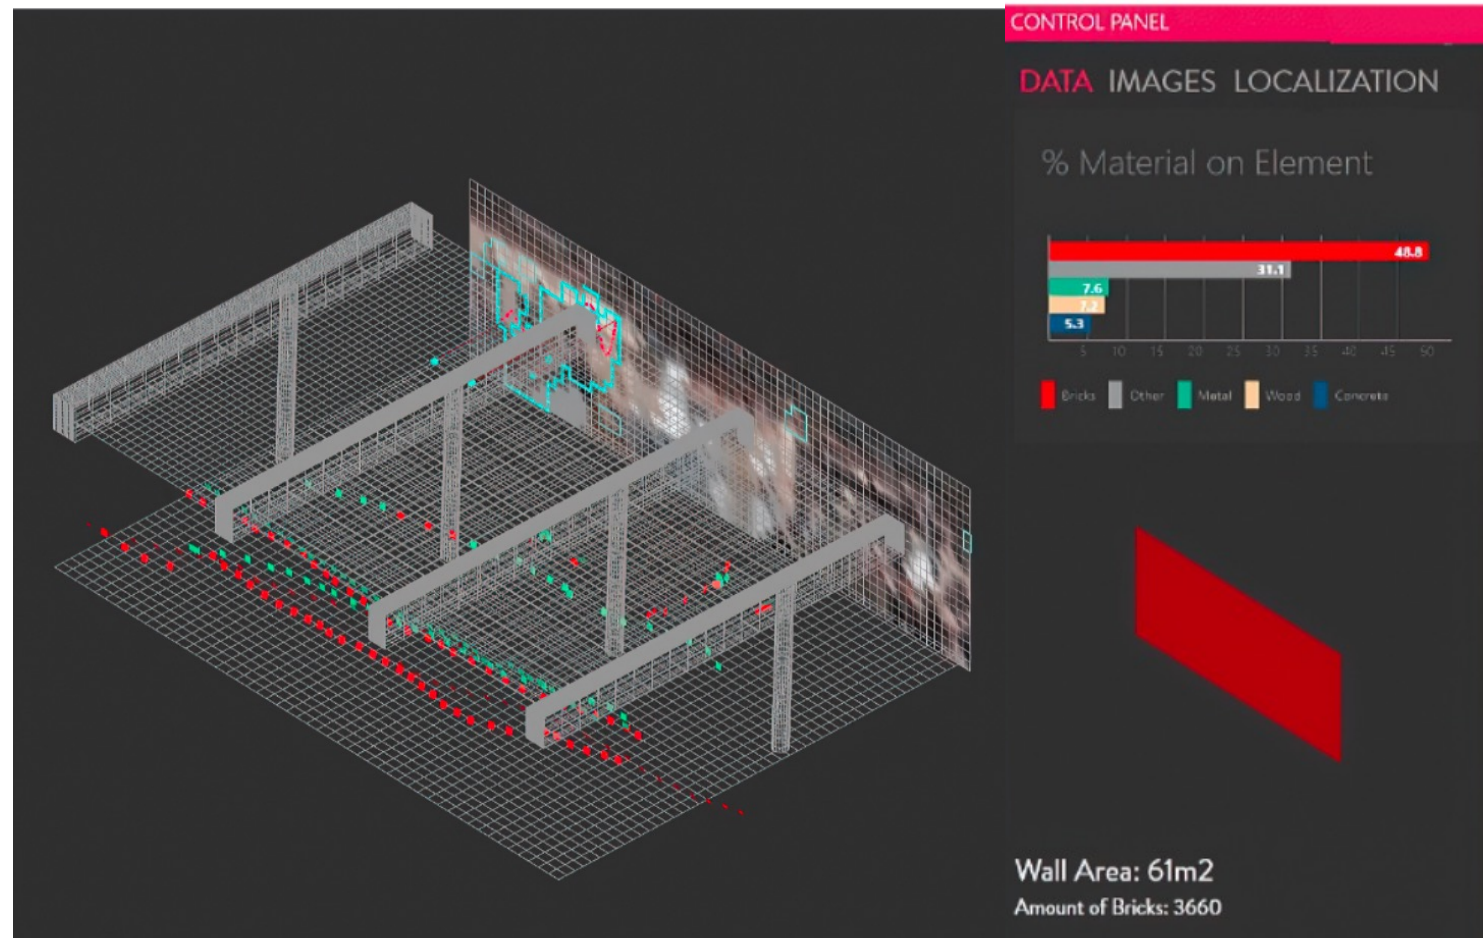 CONTROL PANEL
DATA IMAGES LOCALIZATION
% Material on Element
48.8
31.1
7.6
7.2
5.3
5 10 15 20 25 30 35 40 45 50
Bricks Other Metal Wood Concrete
Wall Area: 61m2
Amount of Bricks: 3660